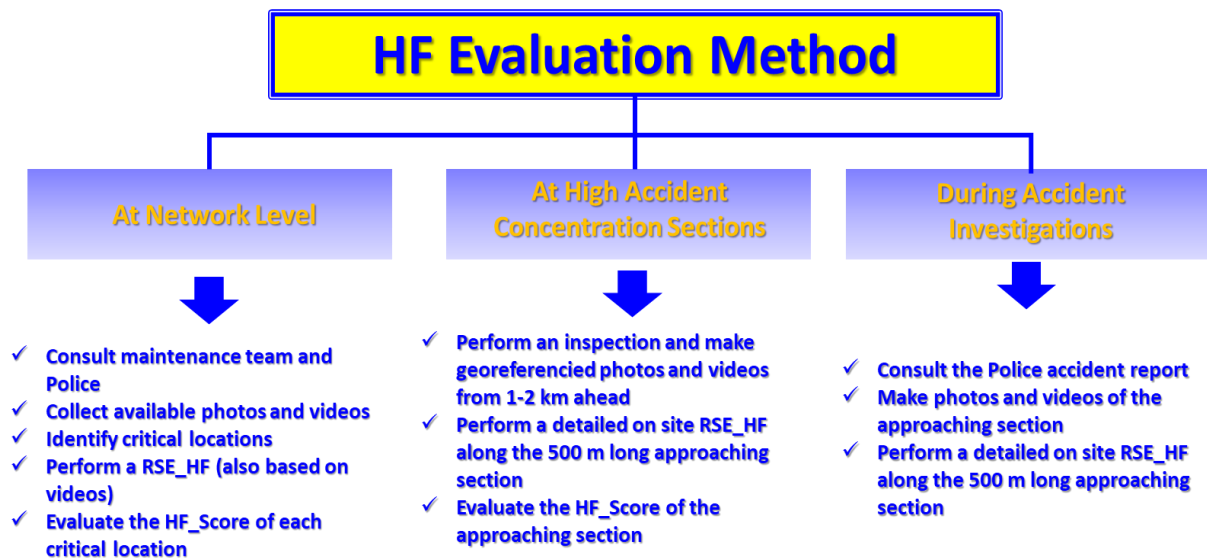 HF Evaluation Method
At Network Level
✓ Consult maintenance team and
Police
✓ Collect available photos and videos
✓ Identify critical locations
✓ Perform a RSE_HF (also based on
videos)
✓ Evaluate the HF_Score of each
critical location
At High Accident
Concentration Sections
✓ Perform an inspection and make
georeferencied photos and videos
from 1-2 km ahead
✓ Perform a detailed on site RSE_HF
along the 500 m long approaching
section
✓ Evaluate the HF_Score of the
approaching section
During Accident
Investigations
✓ Consult the Police accident report
✓ Make photos and videos of the
approaching section
✓ Perform a detailed on site RSE_HF
along the 500 m long approaching
section